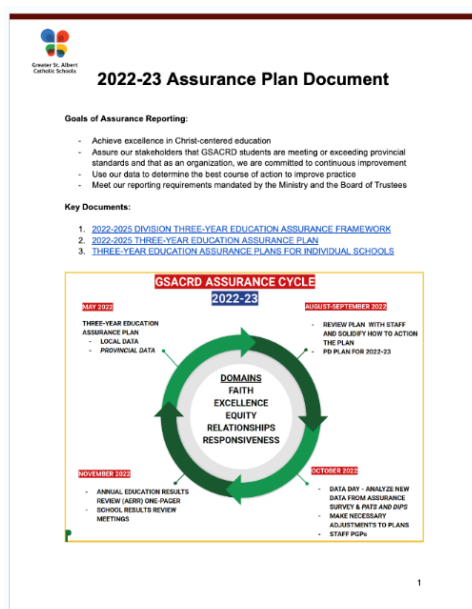 Greater St. Albert
Catholic Schools
2022-23 Assurance Plan Document
Goals of Assurance Reporting:
- Achieve excellence in Christ-centered education
- Assure our stakeholders that GSACRD students are meeting or exceeding provincial
standards and that as an organization, we are committed to continuous improvement
- Use our data to determine the best course of action to improve practice
- Meet our reporting requirements mandated by the Ministry and the Board of Trustees
Key Documents:
1. 2022-2025 DIVISION THREE-YEAR EDUCATION ASSURANCE FRAMEWORK
2. 2022-2025 THREE-YEAR EDUCATION ASSURANCE PLAN
3. THREE-YEAR EDUCATION ASSURANCE PLANS FOR INDIVIDUAL SCHOOLS
GSACRD ASSURANCE CYCLE
2022-23
MAY 2022
THREE-YEAR EDUCATION
ASSURANCE PLAN
- LOCAL DATA
- PROVINCIAL DATA
AUGUST-SEPTEMBER 2022
- REVIEW PLAN WITH STAFF
AND SOLIDIFY HOW TO ACTION
THE PLAN
- PD PLAN FOR 2022-23
DOMAINS
FAITH
EXCELLENCE
EQUITY
RELATIONSHIPS
RESPONSIVENESS
NOVEMBER 2022
- ANNUAL EDUCATION RESULTS
REVIEW (AERR) ONE-PAGER
- SCHOOL RESULTS REVIEW
MEETINGS
OCTOBER 2022
- DATA DAY - ANALYZE NEW
DATA FROM ASSURANCE
SURVEY & PATS AND DIPS
- MAKE NECESSARY
ADJUSTMENTS TO PLANS
- STAFF PGPs
1